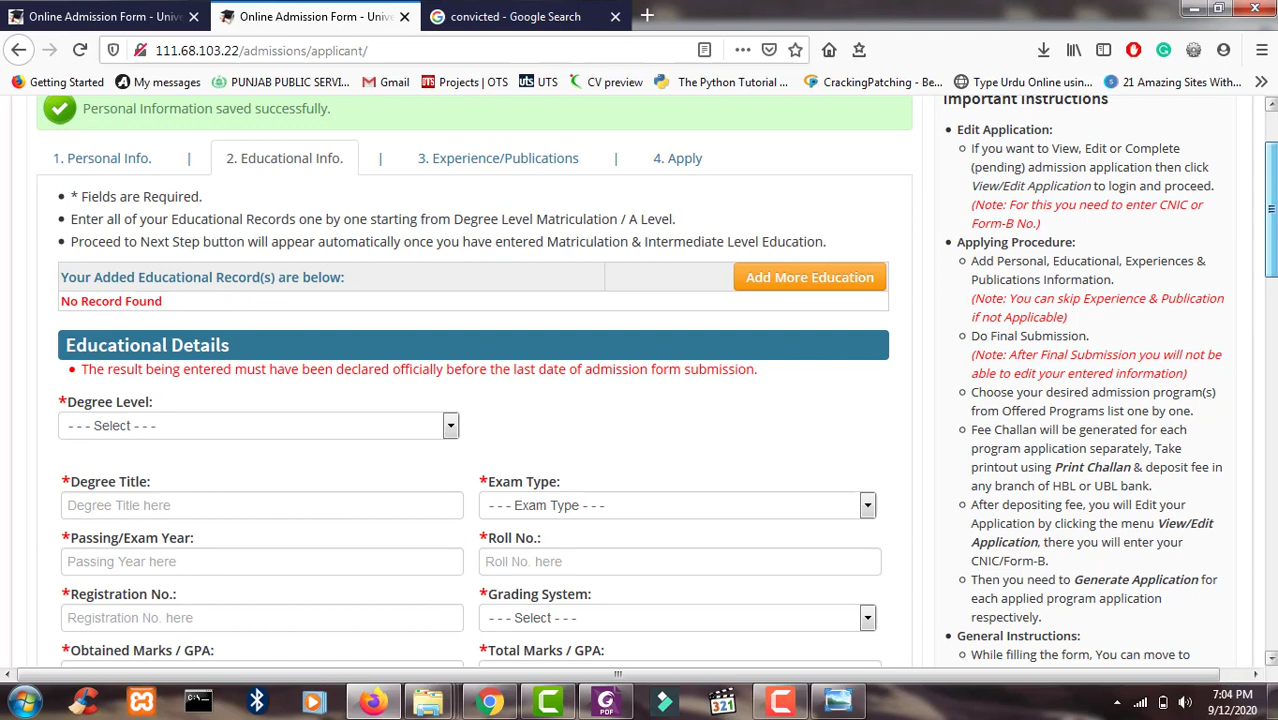 Online Admission Form - Unive
Online Admission Form - Unive
convicted - Google Search
111.68.103.22/admissions/applicant/
Getting Started
My messages
PUNJAB PUBLIC SERVI...
Gmail
Projects | OTS
UTS
CV preview
The Python Tutorial ...
CrackingPatching - Be...
Type Urdu Online usin...
21 Amazing Sites With...
Personal Information saved successfully.
1. Personal Info.
|
2. Educational Info.
|
3. Experience/Publications
|
4. Apply
* Fields are Required.
Enter all of your Educational Records one by one starting from Degree Level Matriculation / A Level.
Proceed to Next Step button will appear automatically once you have entered Matriculation & Intermediate Level Education.
Your Added Educational Record(s) are below:
Add More Education
No Record Found
Educational Details
The result being entered must have been declared officially before the last date of admission form submission.
*Degree Level:
- - - Select - - -
*Degree Title:
Degree Title here
*Exam Type:
- - - Exam Type - - -
*Passing/Exam Year:
Passing Year here
*Roll No.:
Roll No. here
*Registration No.:
Registration No. here
*Grading System:
- - - Select - - -
*Obtained Marks / GPA:
*Total Marks / GPA:
Important Instructions
Edit Application:
If you want to View, Edit or Complete
(pending) admission application then click
View/Edit Application to login and proceed.
(Note: For this you need to enter CNIC or
Form-B No.)
Applying Procedure:
Add Personal, Educational, Experiences &
Publications Information.
(Note: You can skip Experience & Publication
if not Applicable)
Do Final Submission.
(Note: After Final Submission you will not be
able to edit your entered information)
Choose your desired admission program(s)
from Offered Programs list one by one.
Fee Challan will be generated for each
program application separately, Take
printout using Print Challan & deposit fee in
any branch of HBL or UBL bank.
After depositing fee, you will Edit your
Application by clicking the menu View/Edit
Application, there you will enter your
CNIC/Form-B.
Then you need to Generate Application for
each applied program application
respectively.
General Instructions:
While filling the form, You can move to
PDF
321
7:04 PM
9/12/2020